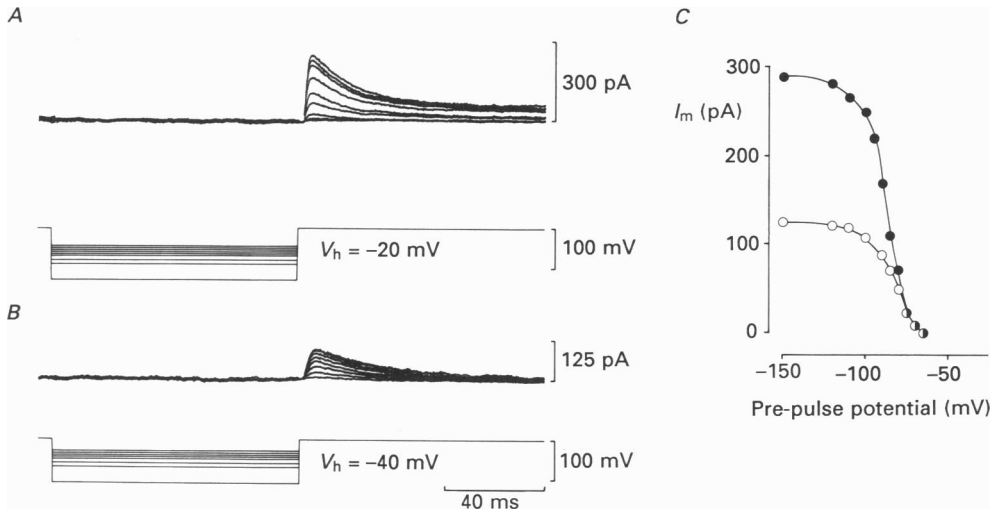 A
300 pA
Vh = −20 mV
100 mV
B
125 pA
Vh = −40 mV
100 mV
40 ms
C
300
Im (pA)
200
100
0
−150
−100
−50
Pre-pulse potential (mV)